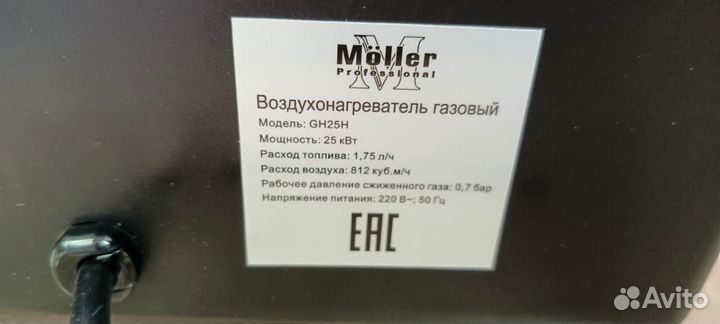 Möller
Professional
M
Воздухонагреватель газовый
Модель: GH25H
Мощность: 25 кВт
Расход топлива: 1,75 л/ч
Расход воздуха: 812 куб.м/ч
Рабочее давление сжиженного газа: 0,7 бар
Напряжение питания: 220 В~; 50 Гц
EAC
Avito